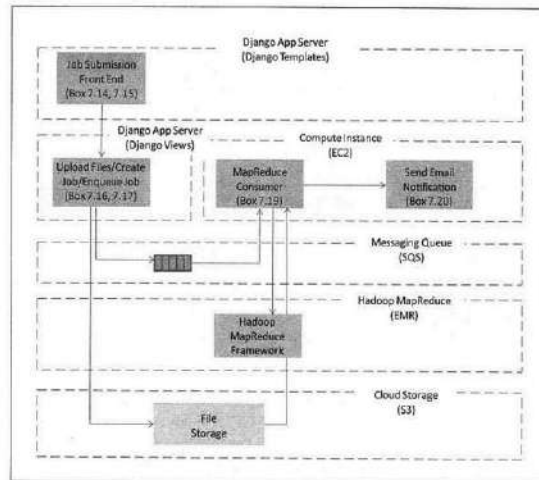 Django App Server
(Django Templates)
Job Submission
Front End
(Box 7.14, 7.15)
Django App Server
(Django Views)
Compute Instance
(EC2)
Upload Files/Create
Job/Enqueue Job
(Box 7.16, 7.17)
MapReduce
Consumer
(Box 7.19)
Send Email
Notification
(Box 7.20)
Messaging Queue
(SQS)
Hadoop MapReduce
(EMR)
Hadoop
MapReduce
Framework
Cloud Storage
(S3)
File
Storage